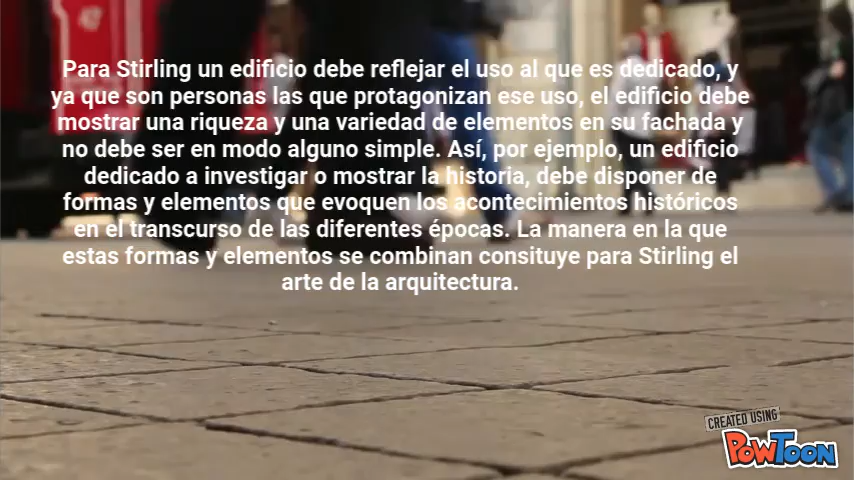 Para Stirling un edificio debe reflejar el uso al que es dedicado, y
ya que son personas las que protagonizan ese uso, el edificio debe
mostrar una riqueza y una variedad de elementos en su fachada y
no debe ser en modo alguno simple. Así, por ejemplo, un edificio
dedicado a investigar o mostrar la historia, debe disponer de
formas y elementos que evoquen los acontecimientos históricos
en el transcurso de las diferentes épocas. La manera en la que
estas formas y elementos se combinan consituye para Stirling el
arte de la arquitectura.
CREATED USING
POWTOON